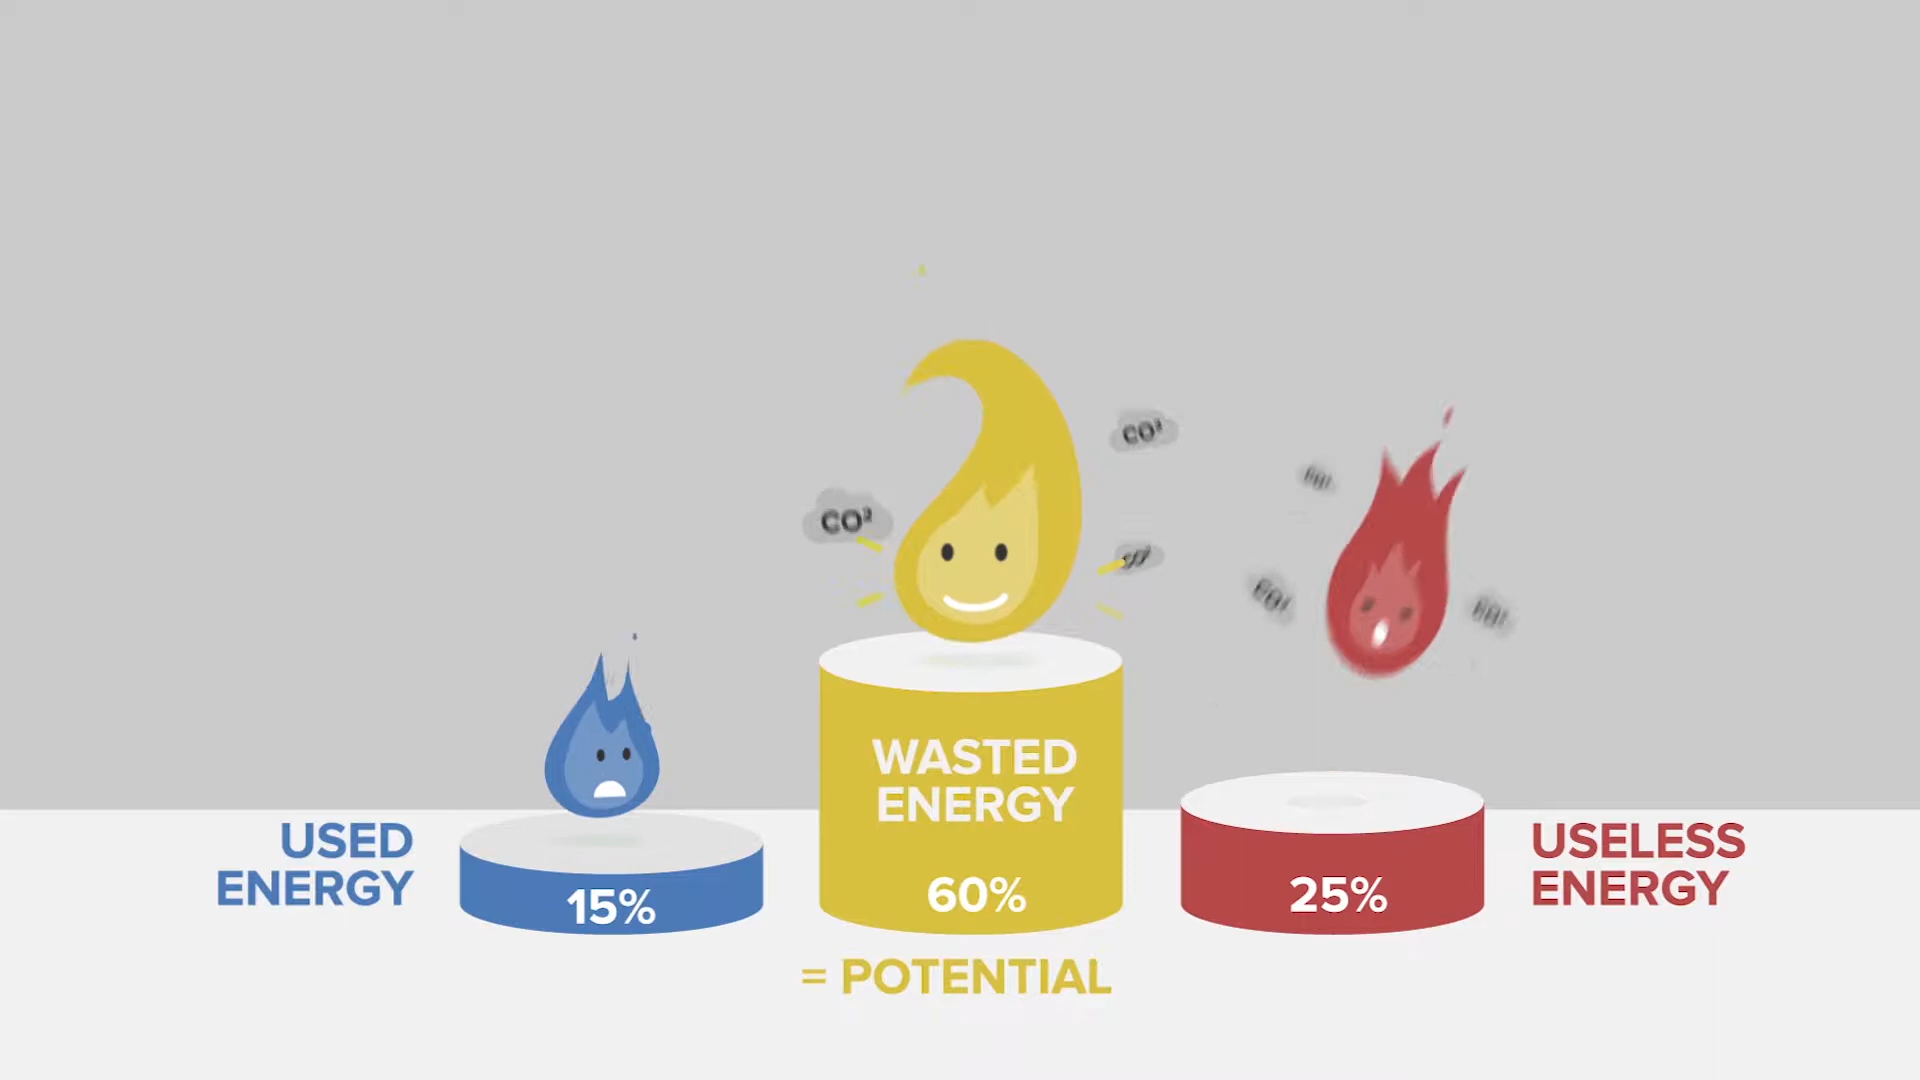 CO²
CO²
USED
ENERGY
15%
WASTED
ENERGY
60%
= POTENTIAL
25%
USELESS
ENERGY